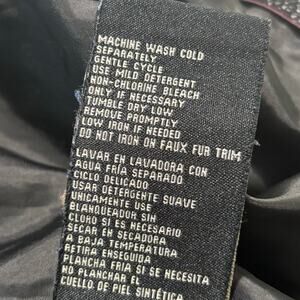 MACHINE WASH COLD
SEPARATELY
GENTLE CYCLE
USE MILD DETERGENT
NON-CHLORINE BLEACH
ONLY IF NECESSARY
TUMBLE DRY LOW
REMOVE PROMPTLY
LOW IRON IF NEEDED
DO NOT IRON ON FAUX FUR TRIM
LAVAR EN LAVADORA CON
AGUA FRÍA SEPARADO
CICLO DELICADO
USAR DETERGENTE SUAVE
UNICAMENTE USE
BLANQUEADOR SIN
CLORO SI ES NECESARIO
SECAR EN SECADORA
A BAJA TEMPERATURA
RETIRA ENSEGUIDA
PLANCHA FRIA SI SE NECESITA
NO PLANCHAR EL
CUELLO DE PIEL SINTÉTICA